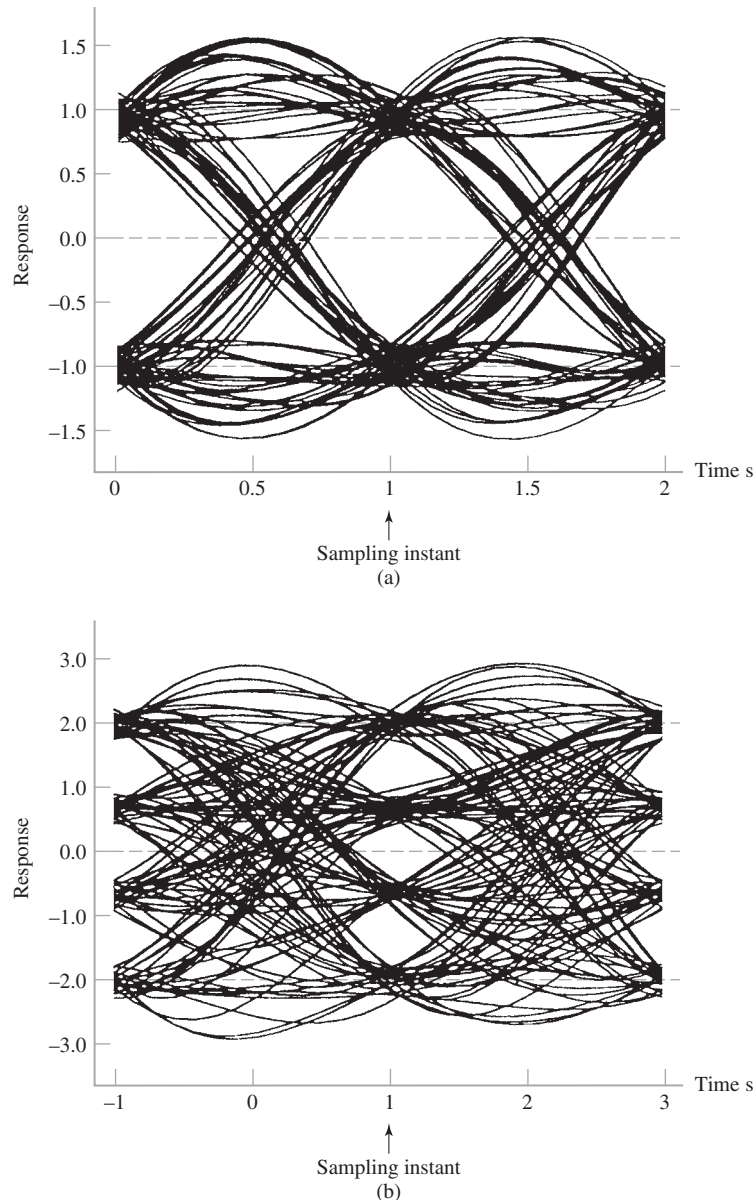 1.5
1.0
0.5
Response
0.0
–0.5
–1.0
–1.5
Time s
0 0.5 1 1.5 2
Sampling instant
(a)
3.0
2.0
1.0
Response
0.0
–1.0
–2.0
–3.0
Time s
–1 0 1 2 3
Sampling instant
(b)